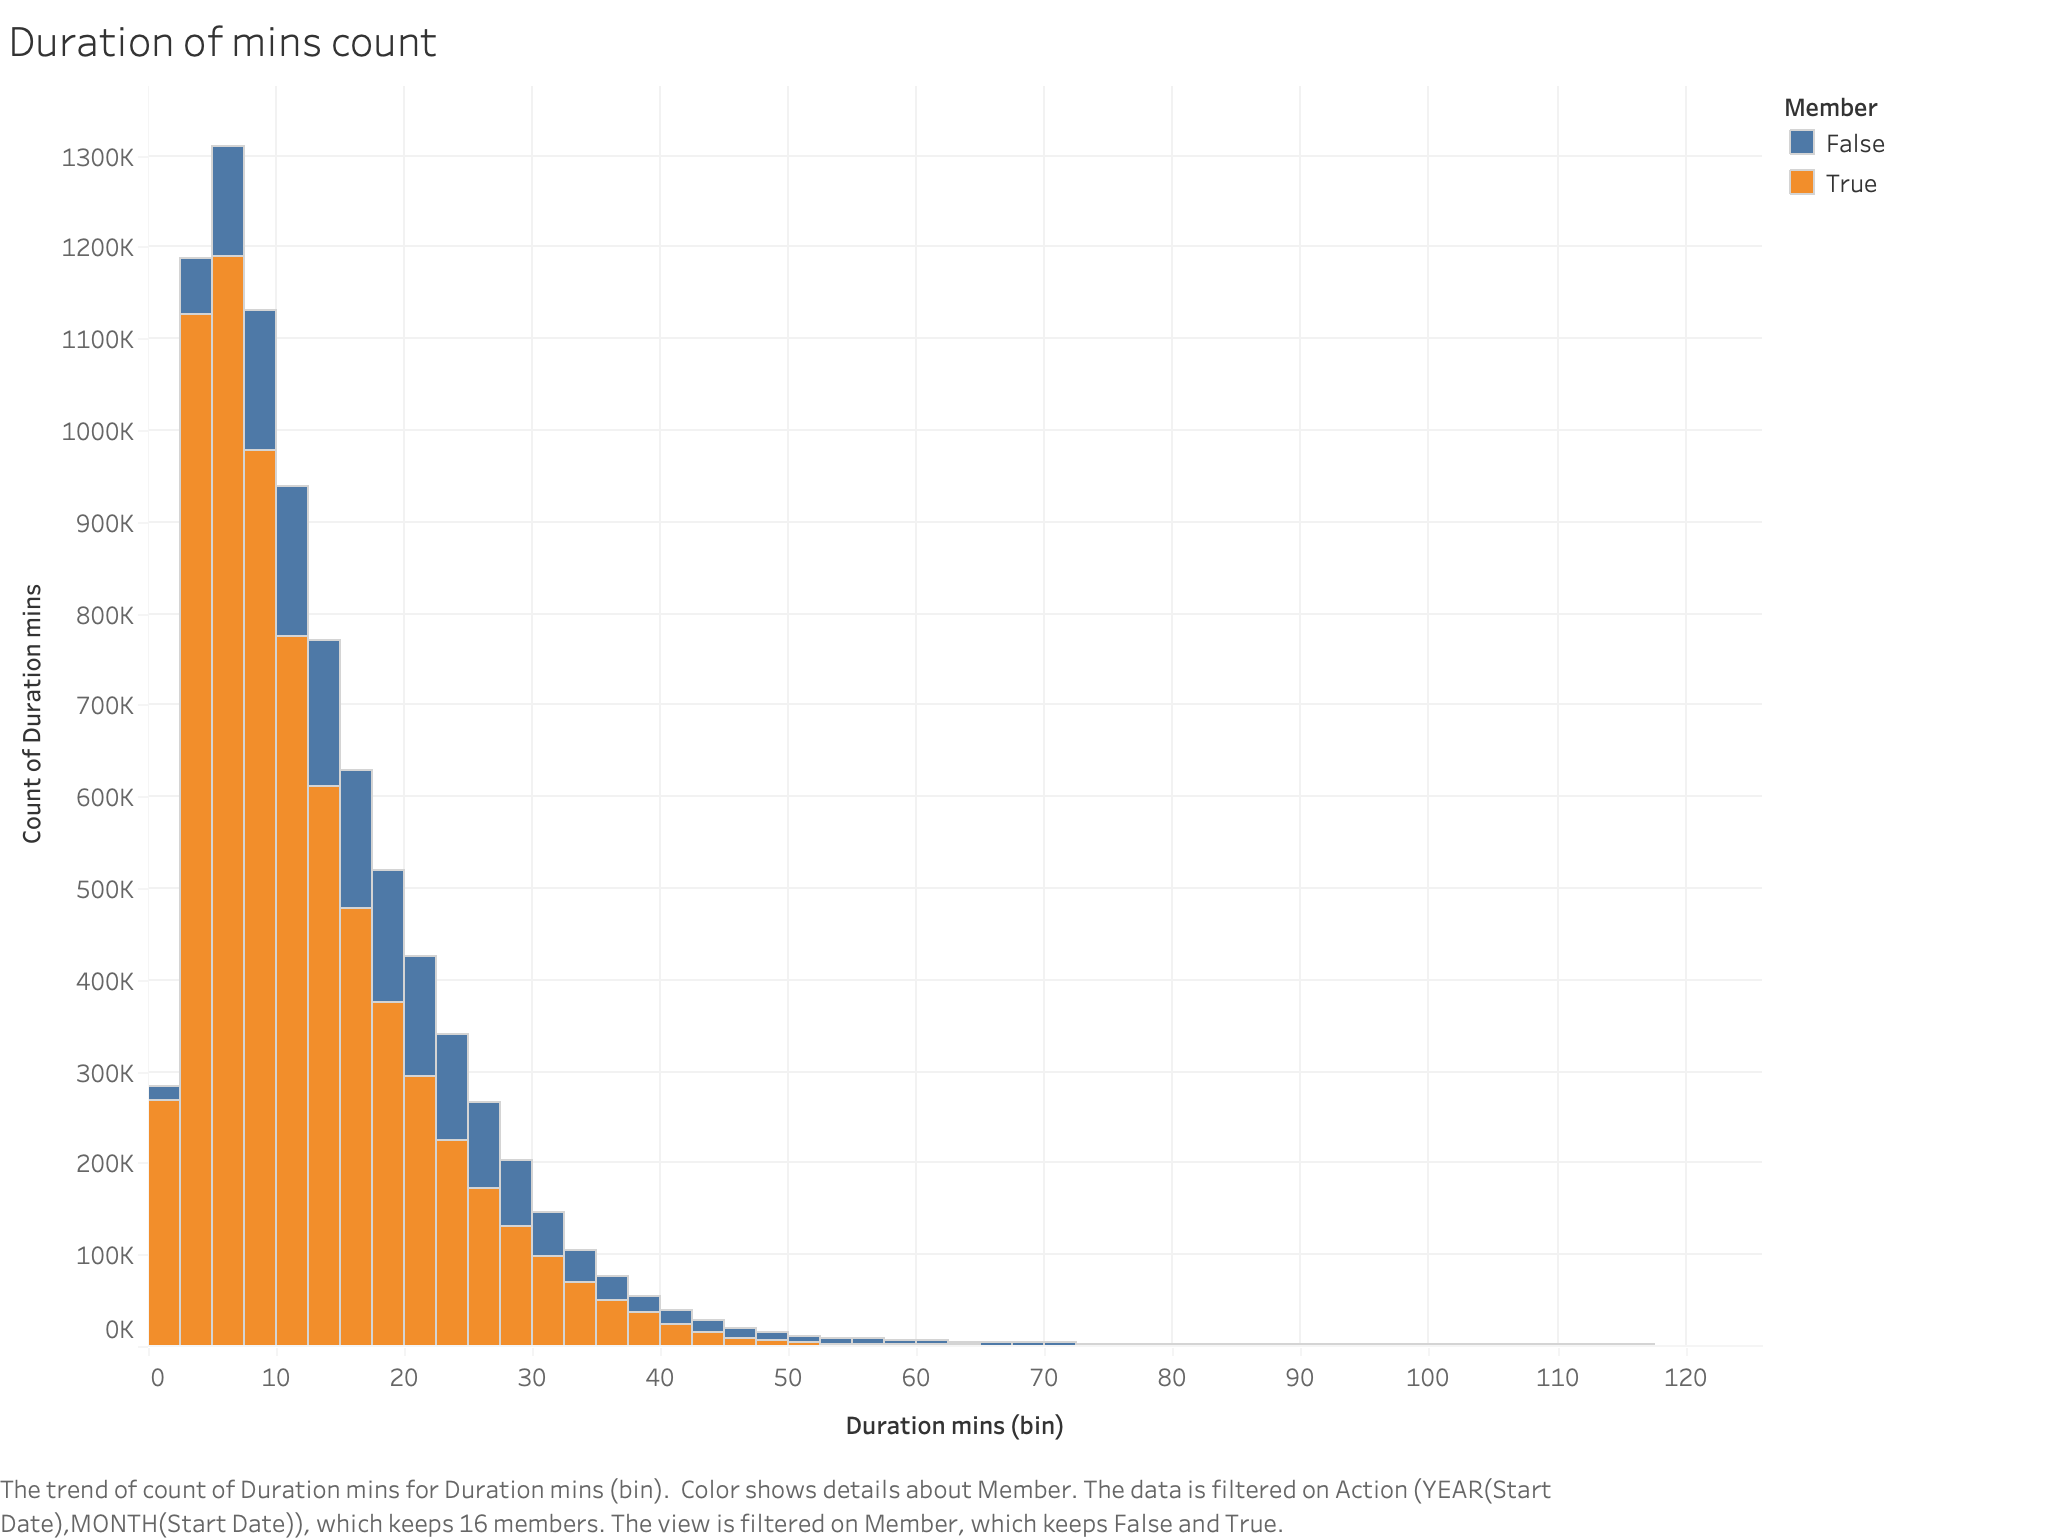 Duration of mins count
Member
False
True
1300K
1200K
1100K
1000K
900K
800K
700K
600K
500K
400K
300K
200K
100K
0K
Count of Duration mins
0 10 20 30 40 50 60 70 80 90 100 110 120
Duration mins (bin)
The trend of count of Duration mins for Duration mins (bin).  Color shows details about Member. The data is filtered on Action (YEAR(Start
Date),MONTH(Start Date)), which keeps 16 members. The view is filtered on Member, which keeps False and True.